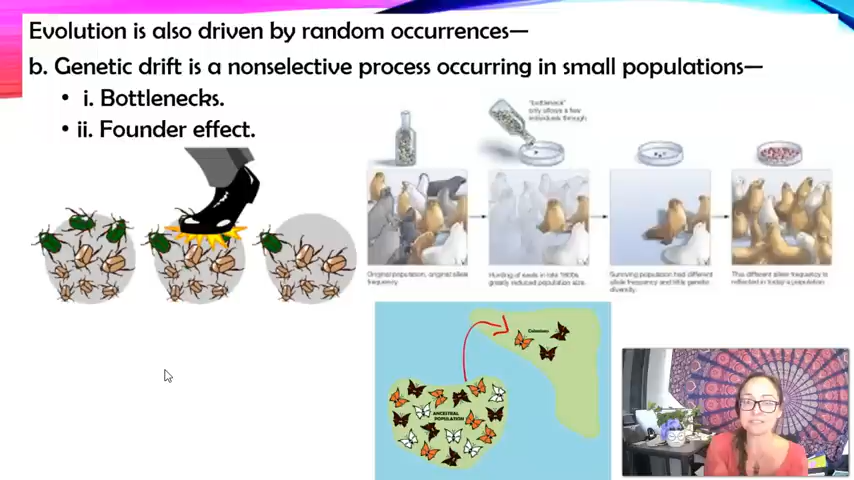 Evolution is also driven by random occurrences—
b. Genetic drift is a nonselective process occurring in small populations—
• i. Bottlenecks.
• ii. Founder effect.
"bottleneck"
only allows a few
individuals through
Original population, original allele
frequency.
Hunting of seals in late 1800s
greatly reduced population size.
Surviving population had different
allele frequency and little genetic
diversity.
This different allele frequency is
reflected in today's population.
Colonizers
ANCESTRAL
POPULATION